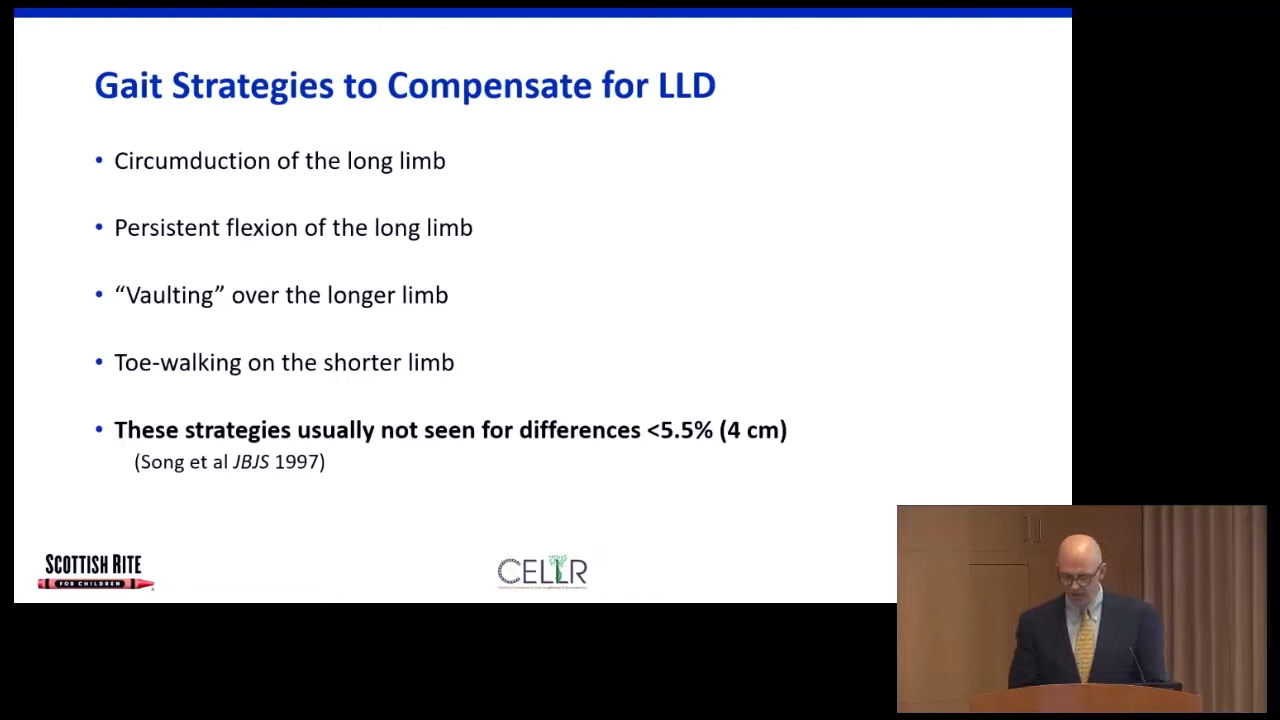 Gait Strategies to Compensate for LLD
• Circumduction of the long limb
• Persistent flexion of the long limb
• “Vaulting” over the longer limb
• Toe-walking on the shorter limb
• These strategies usually not seen for differences <5.5% (4 cm)
(Song et al JBJS 1997)
SCOTTISH RITE
FOR CHILDREN
CELLR